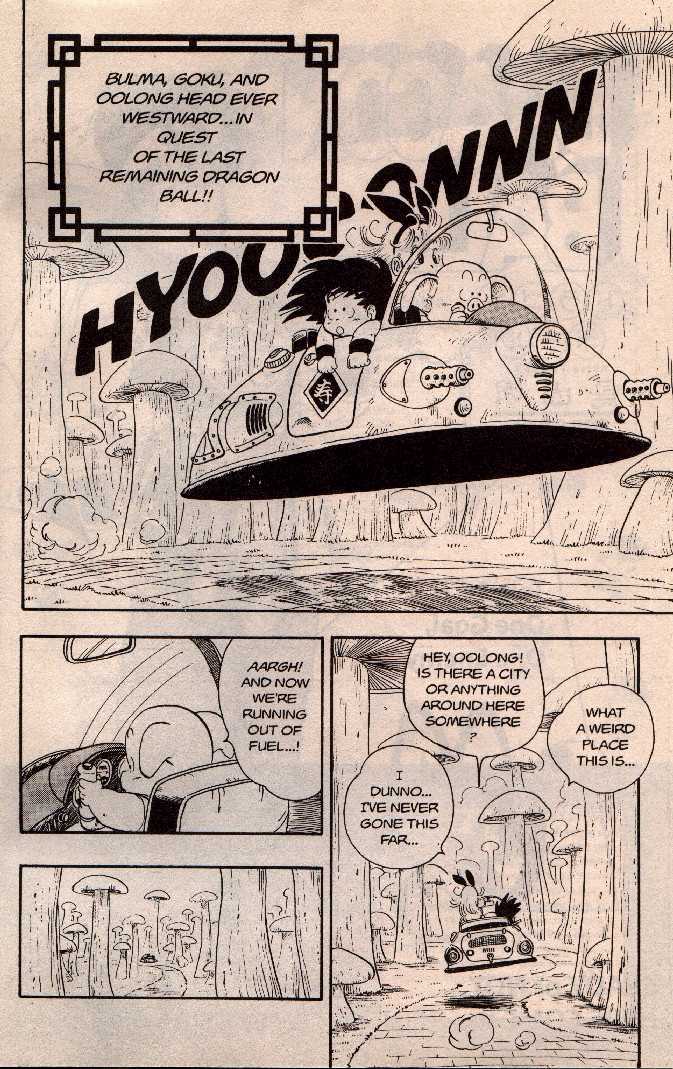 BULMA, GOKU, AND
OOLONG HEAD EVER
WESTWARD...IN
QUEST
OF THE LAST
REMAINING DRAGON
BALL!!
寿
HEY, OOLONG!
IS THERE A CITY
OR ANYTHING
AROUND HERE
SOMEWHERE
?
WHAT
A WEIRD
PLACE
THIS IS...
I
DUNNO...
I'VE NEVER
GONE THIS
FAR...
AARGH!
AND NOW
WE'RE
RUNNING
OUT OF
FUEL...!